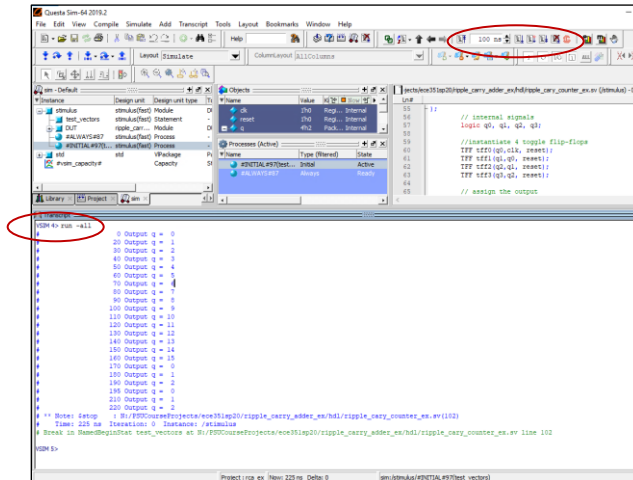 Questa Sim-64 2019.2
File Edit View Compile Simulate Add Transcript Tools Layout Bookmarks Window Help
Help
100 ns
Layout Simulate
ColumnLayout AllColumns
sim - Default
Instance Design unit Design unit type
stimulus stimulus(fast) Module
test_vectors stimulus(fast) Statement
DUT ripple_carr... Module
#ALWAYS#87 stimulus(fast) Process
#INITIAL#97(t... stimulus(fast) Process
std std VlPackage
#vsim_capacity# Capacity
Library Project sim
Objects
Name Value
clk 1'h0 Regi... Internal
reset 1'h0 Regi... Internal
q 4'h2 Pack... Internal
Processes (Active)
Name Type (filtered) State
#INITIAL#97(test... Initial Active
#ALWAYS#87 Always Ready
Ln#
55 );
56 // internal signals
57 logic q0, q1, q2, q3;
58
59 //instantiate 4 toggle flip-flops
60 TFF tff0(q0,clk, reset);
61 TFF tff1(q1,q0, reset);
62 TFF tff2(q2,q1, reset);
63 TFF tff3(q3,q2, reset);
64
65 // assign the output
Transcript
VSIM 4> run -all
# 0 Output q = 0
# 20 Output q = 1
# 30 Output q = 2
# 40 Output q = 3
# 50 Output q = 4
# 60 Output q = 5
# 70 Output q = 6
# 80 Output q = 7
# 90 Output q = 8
# 100 Output q = 9
# 110 Output q = 10
# 120 Output q = 11
# 130 Output q = 12
# 140 Output q = 13
# 150 Output q = 14
# 160 Output q = 15
# 170 Output q = 0
# 180 Output q = 1
# 190 Output q = 2
# 195 Output q = 0
# 210 Output q = 1
# 220 Output q = 2
# ** Note: $stop : N:/PSUCourseProjects/ece351sp20/ripple_carry_adder_ex/hdl/ripple_cary_counter_ex.sv(102)
# Time: 225 ns Iteration: 0 Instance: /stimulus
# Break in NamedBeginStat test_vectors at N:/PSUCourseProjects/ece351sp20/ripple_carry_adder_ex/hdl/ripple_cary_counter_ex.sv line 102
VSIM 5>
Project : rca_ex Now: 225 ns Delta: 0 sim:/stimulus/#INITIAL#97(test_vectors)